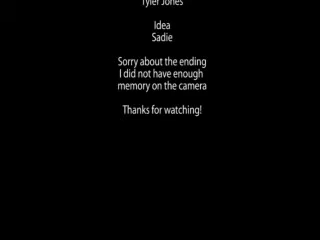 Tyler Jones
Idea
Sadie
Sorry about the ending
I did not have enough
memory on the camera
Thanks for watching!